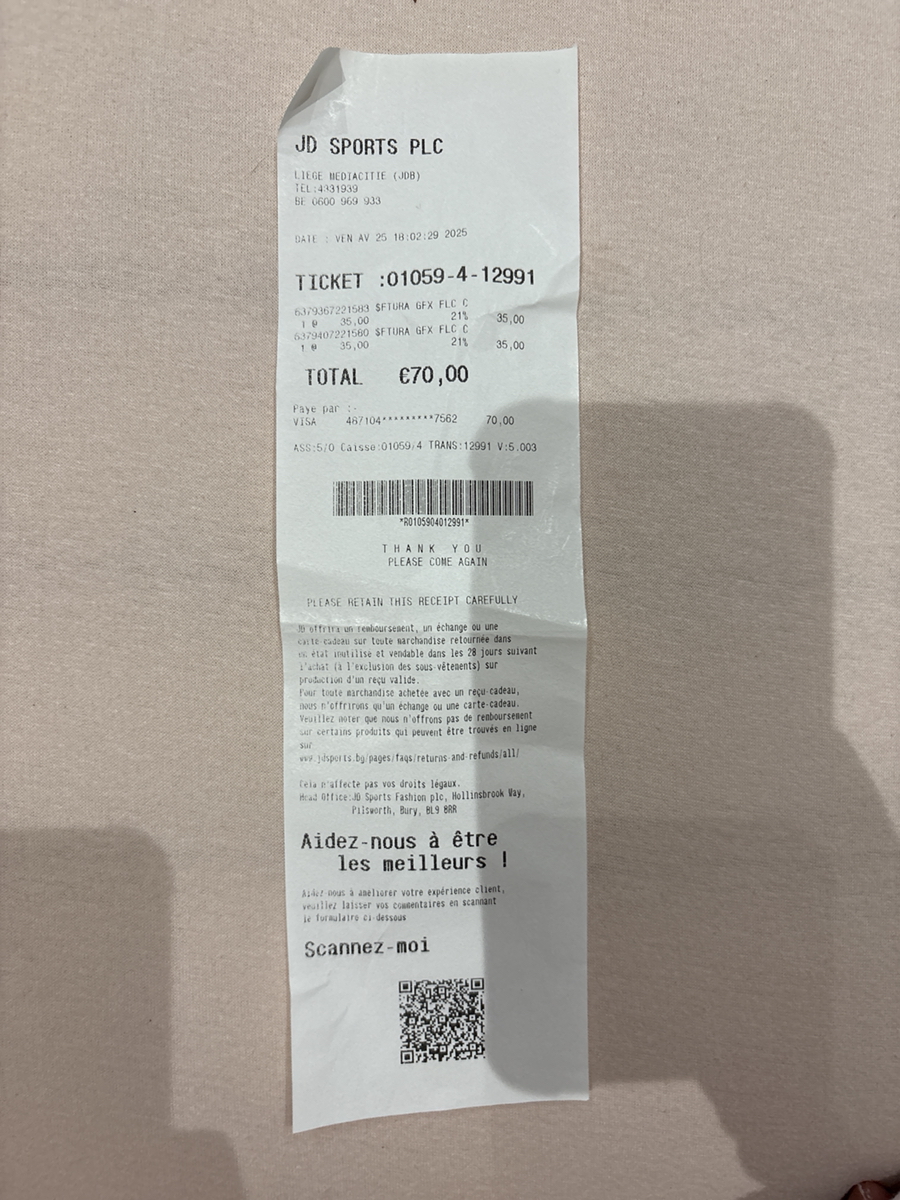 JD SPORTS PLC
LIEGE MEDIACITIE (JDB)
TEL:4331939
BE 0600 969 933
DATE : VEN AV 25 18:02:29 2025
TICKET :01059-4-12991
6379367221583 $FTURA GFX FLC C
1 @ 35,00 21% 35,00
6379407221560 $FTURA GFX FLC C
1 @ 35,00 21% 35,00
TOTAL €70,00
Paye par :-
VISA 487104*********7562 70,00
ASS:5/0 Caisse:01059/4 TRANS:12991 V:5.003
*R0105904012991*
THANK YOU
PLEASE COME AGAIN
PLEASE RETAIN THIS RECEIPT CAREFULLY
JD offrira un remboursement, un échange ou une
carte cadeau sur toute marchandise retournée dans
en état inutilisé et vendable dans les 28 jours suivant
l'achat (à l'exclusion des sous-vêtements) sur
production d'un reçu valide.
Pour toute marchandise achetée avec un reçu-cadeau,
nous n'offrirons qu'un échange ou une carte-cadeau.
Veuillez noter que nous n'offrons pas de remboursement
sur certains produits qui peuvent être trouvés en ligne
sur
www.jdsports.bg/pages/faqs/returns-and-refunds/all/
Cela n'affecte pas vos droits légaux.
Head Office:JD Sports Fashion plc, Hollinsbrook Way,
Pilsworth, Bury, BL9 8RR
Aidez-nous à être
les meilleurs !
Aidez-nous à améliorer votre expérience client,
veuillez laisser vos commentaires en scannant
le formulaire ci-dessous
Scannez-moi